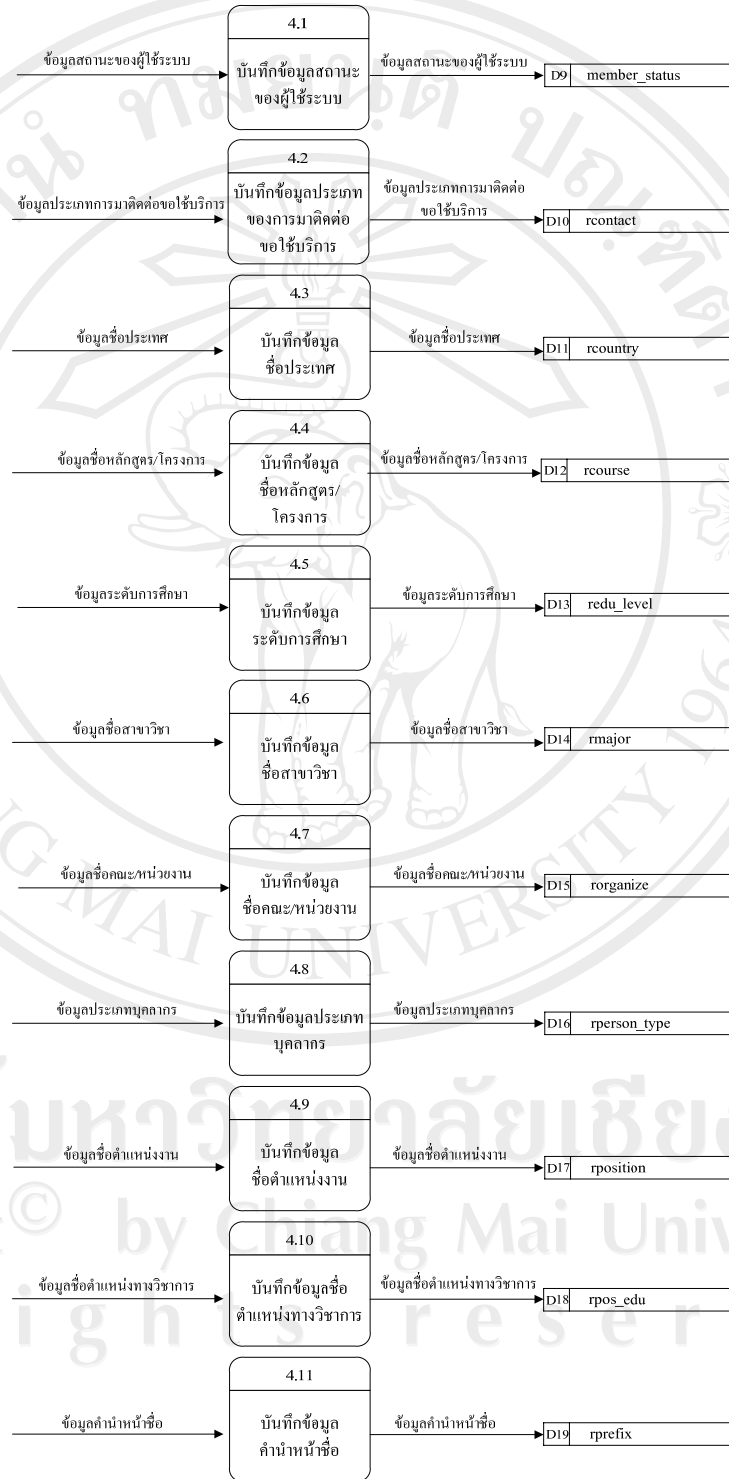 4.1
ข้อมูลสถานะของผู้ใช้ระบบ
บันทึกข้อมูลสถานะ
ของผู้ใช้ระบบ
ข้อมูลสถานะของผู้ใช้ระบบ
D9 member_status
4.2
ข้อมูลประเภทการมาติดต่อขอใช้บริการ
บันทึกข้อมูลประเภท
ของการมาติดต่อ
ขอใช้บริการ
ข้อมูลประเภทการมาติดต่อ
ขอใช้บริการ
D10 rcontact
4.3
ข้อมูลชื่อประเทศ
บันทึกข้อมูล
ชื่อประเทศ
ข้อมูลชื่อประเทศ
D11 rcountry
4.4
ข้อมูลชื่อหลักสูตร/โครงการ
บันทึกข้อมูล
ชื่อหลักสูตร/
โครงการ
ข้อมูลชื่อหลักสูตร/โครงการ
D12 rcourse
4.5
ข้อมูลระดับการศึกษา
บันทึกข้อมูล
ระดับการศึกษา
ข้อมูลระดับการศึกษา
D13 redu_level
4.6
ข้อมูลชื่อสาขาวิชา
บันทึกข้อมูล
ชื่อสาขาวิชา
ข้อมูลชื่อสาขาวิชา
D14 rmajor
4.7
ข้อมูลชื่อคณะ/หน่วยงาน
บันทึกข้อมูล
ชื่อคณะ/หน่วยงาน
ข้อมูลชื่อคณะ/หน่วยงาน
D15 rorganize
4.8
ข้อมูลประเภทบุคลากร
บันทึกข้อมูลประเภท
บุคลากร
ข้อมูลประเภทบุคลากร
D16 rperson_type
4.9
ข้อมูลชื่อตำแหน่งงาน
บันทึกข้อมูล
ชื่อตำแหน่งงาน
ข้อมูลชื่อตำแหน่งงาน
D17 rposition
4.10
ข้อมูลชื่อตำแหน่งทางวิชาการ
บันทึกข้อมูลชื่อ
ตำแหน่งทางวิชาการ
ข้อมูลชื่อตำแหน่งทางวิชาการ
D18 rpos_edu
4.11
ข้อมูลคำนำหน้าชื่อ
บันทึกข้อมูล
คำนำหน้าชื่อ
ข้อมูลคำนำหน้าชื่อ
D19 rprefix
MAI UNIVERSITY 1964
© by Chiang Mai Univ